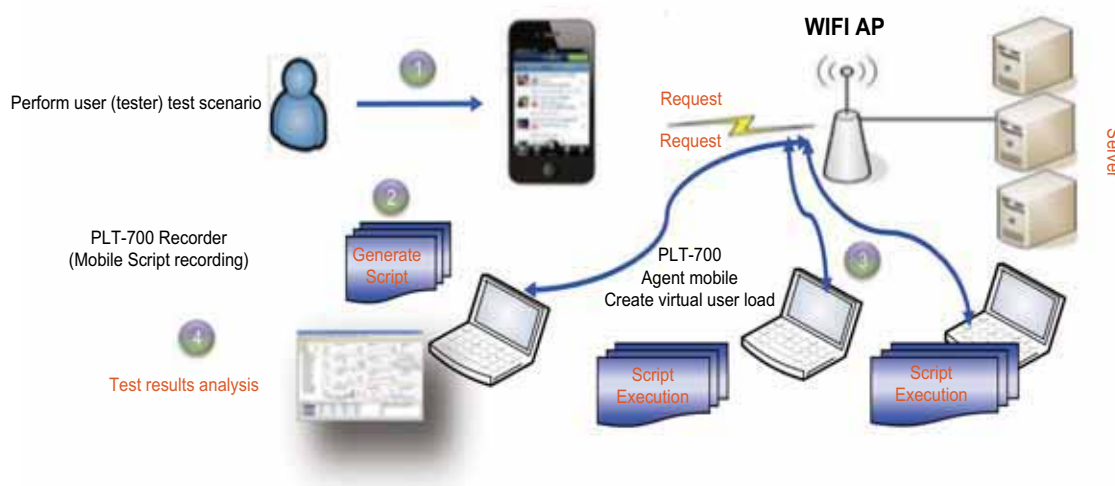 WIFI AP
1
Perform user (tester) test scenario
Request
Request
Server
2
PLT-700 Recorder
(Mobile Script recording)
Generate
Script
PLT-700
Agent mobile
Create virtual user load
3
4
Test results analysis
Script
Execution
Script
Execution